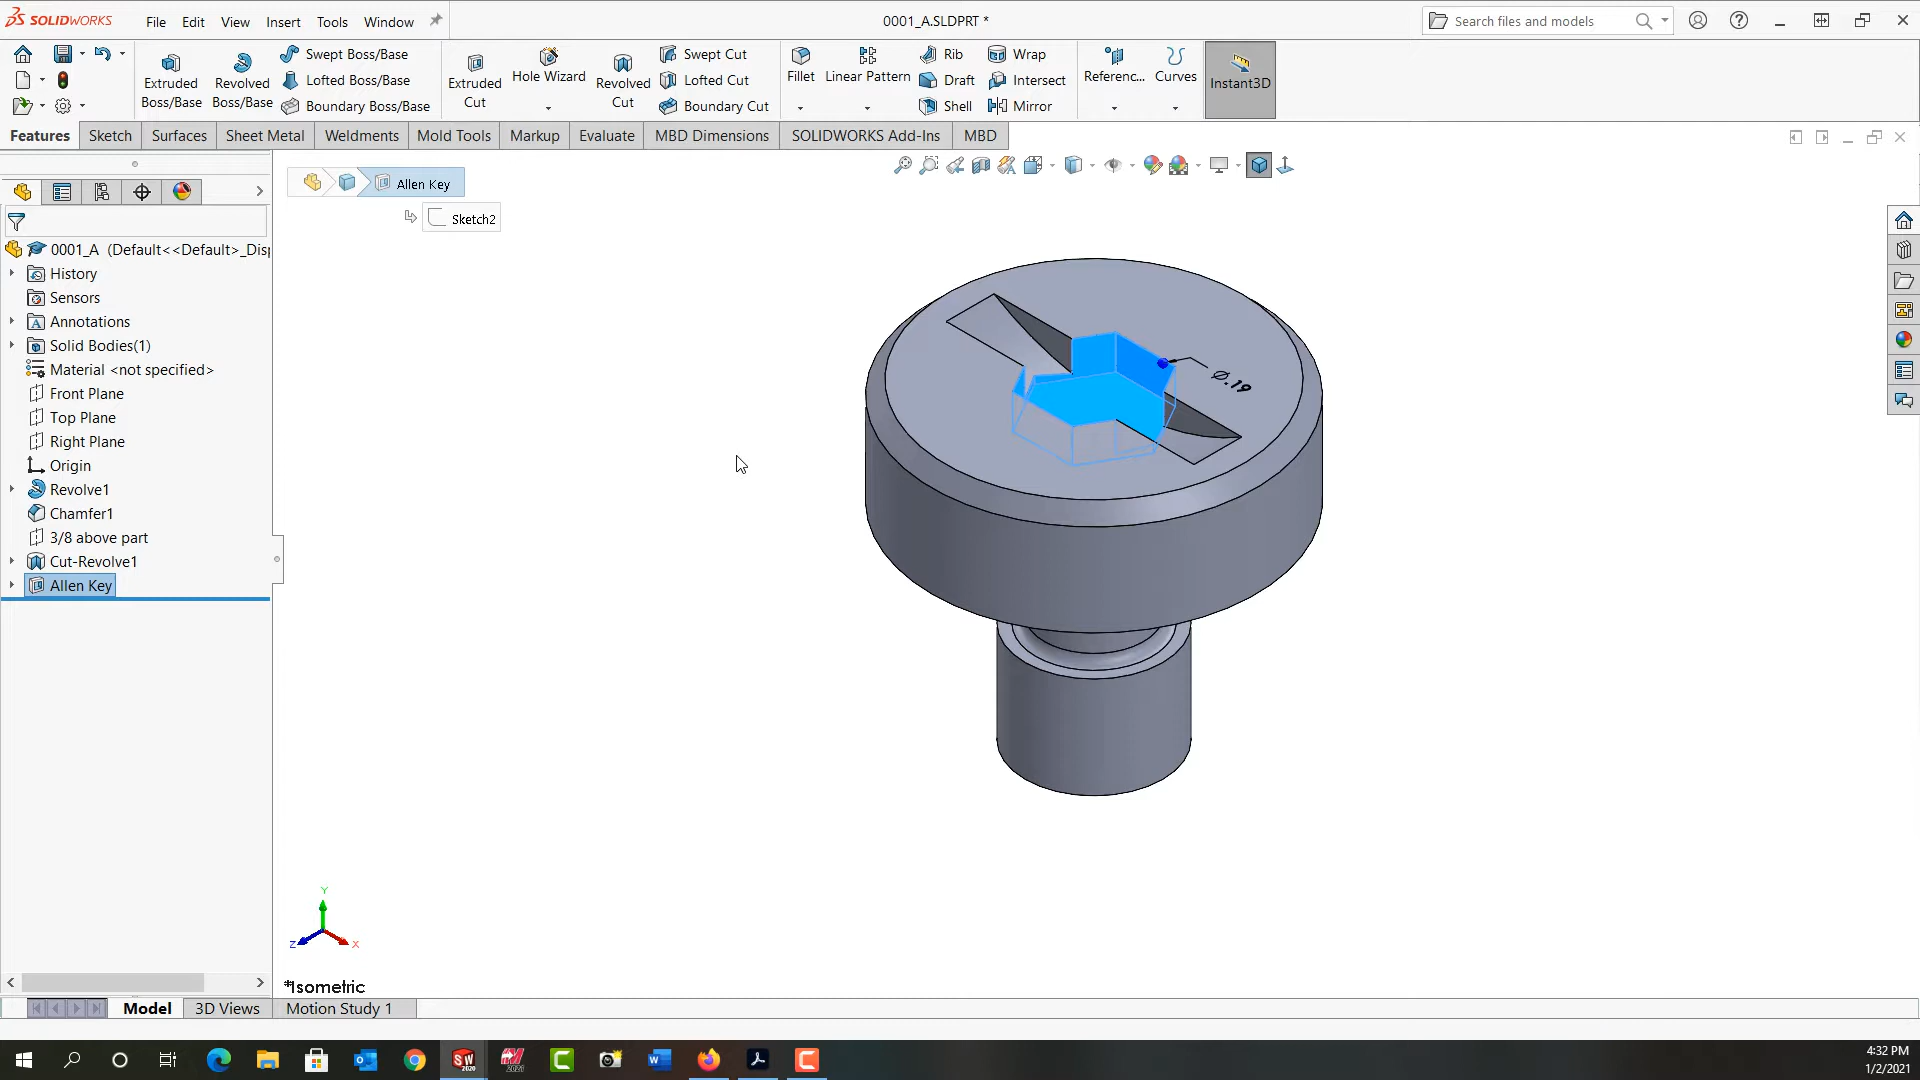 SOLIDWORKS File Edit View Insert Tools Window 0001_A.SLDPRT * Search files and models
Extruded Boss/Base
Revolved Boss/Base
Swept Boss/Base
Lofted Boss/Base
Boundary Boss/Base
Extruded Cut
Hole Wizard
Revolved Cut
Swept Cut
Lofted Cut
Boundary Cut
Fillet
Linear Pattern
Rib
Draft
Shell
Wrap
Intersect
Mirror
Referenc...
Curves
Instant3D
Features Sketch Surfaces Sheet Metal Weldments Mold Tools Markup Evaluate MBD Dimensions SOLIDWORKS Add-Ins MBD
Allen Key
Sketch2
0001_A (Default<<Default>_Disp
History
Sensors
Annotations
Solid Bodies(1)
Material <not specified>
Front Plane
Top Plane
Right Plane
Origin
Revolve1
Chamfer1
3/8 above part
Cut-Revolve1
Allen Key
Ø.19
Y
Z X
*Isometric
Model 3D Views Motion Study 1
4:32 PM
1/2/2021